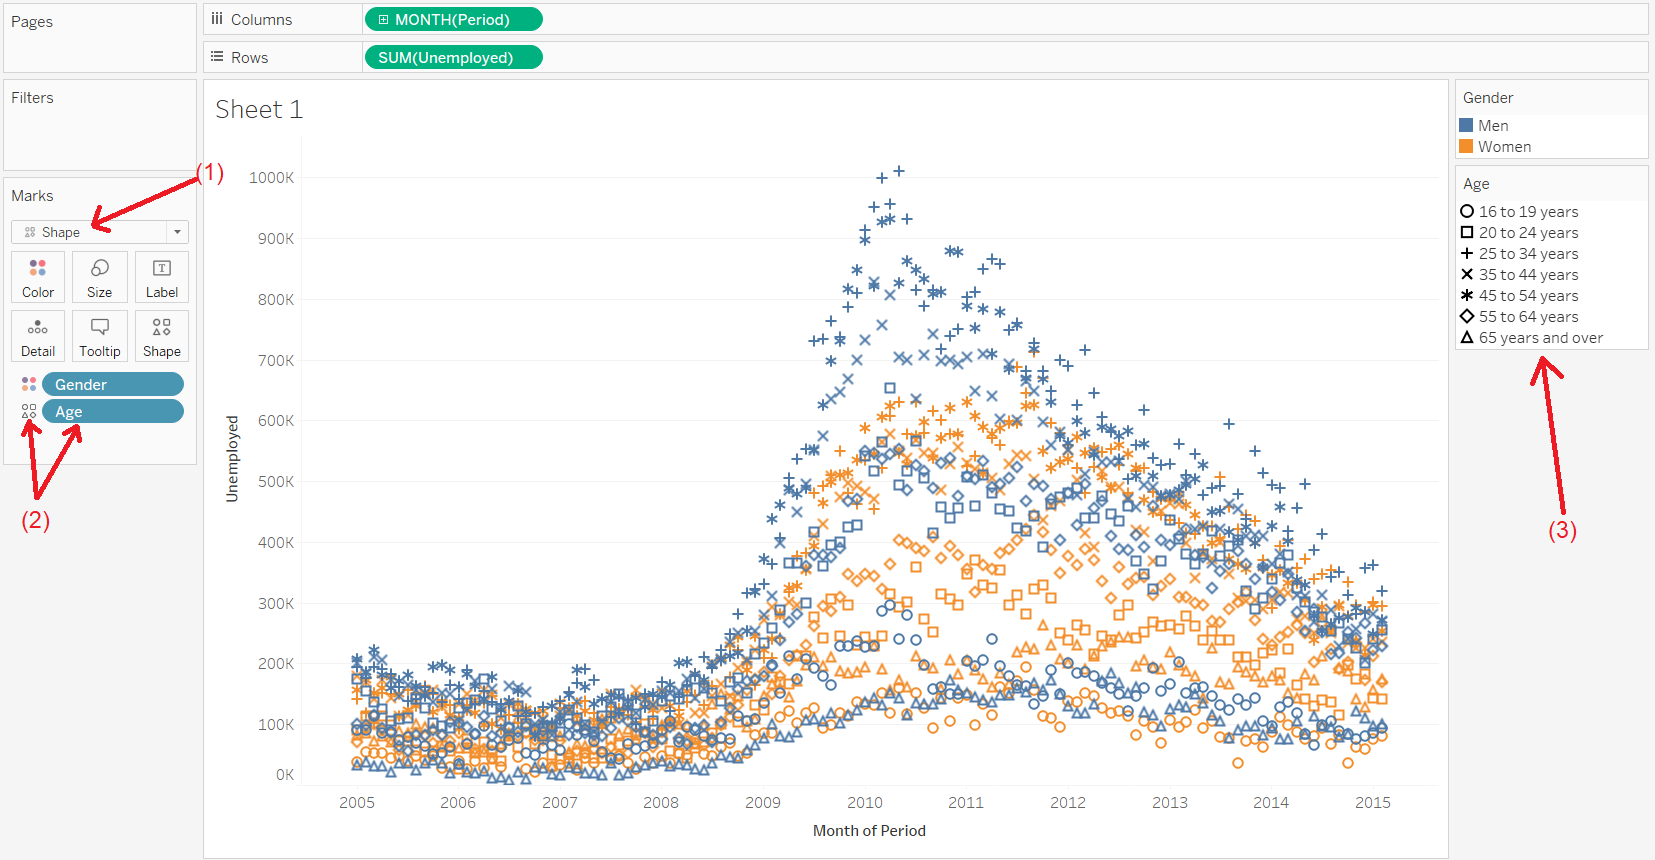 Pages
Columns
MONTH(Period)
Rows
SUM(Unemployed)
Filters
Marks
(1)
Shape
Color
Size
Label
Detail
Tooltip
Shape
Gender
Age
(2)
Sheet 1
Unemployed
1000K
900K
800K
700K
600K
500K
400K
300K
200K
100K
0K
2005
2006
2007
2008
2009
2010
2011
2012
2013
2014
2015
Month of Period
Gender
Men
Women
Age
16 to 19 years
20 to 24 years
25 to 34 years
35 to 44 years
45 to 54 years
55 to 64 years
65 years and over
(3)